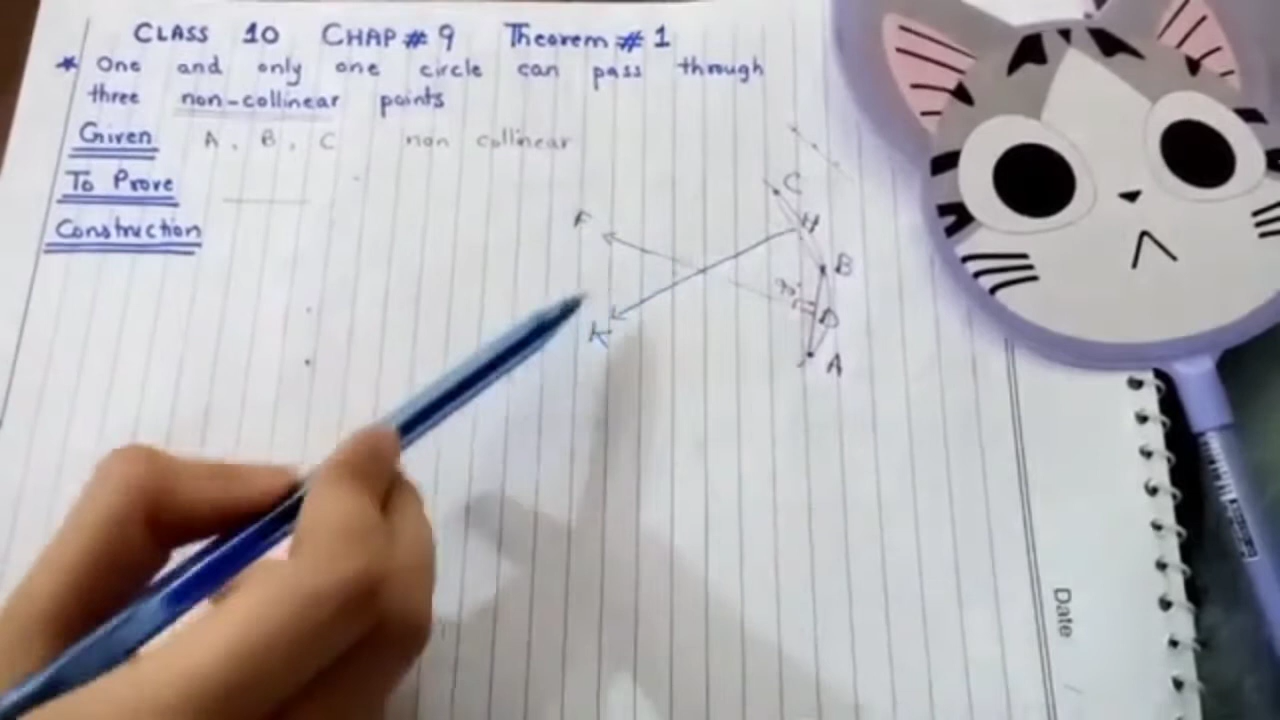 CLASS 10 CHAP # 9 Theorem # 1
* One and only one circle can pass through
three non-collinear points
Given A, B, C non collinear
To Prove
Construction
C
F H
B
90°
D
K
A
Date